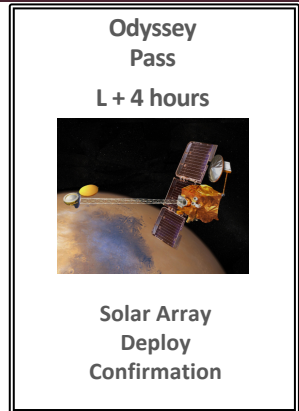 Odyssey
Pass
L + 4 hours
Solar Array
Deploy
Confirmation